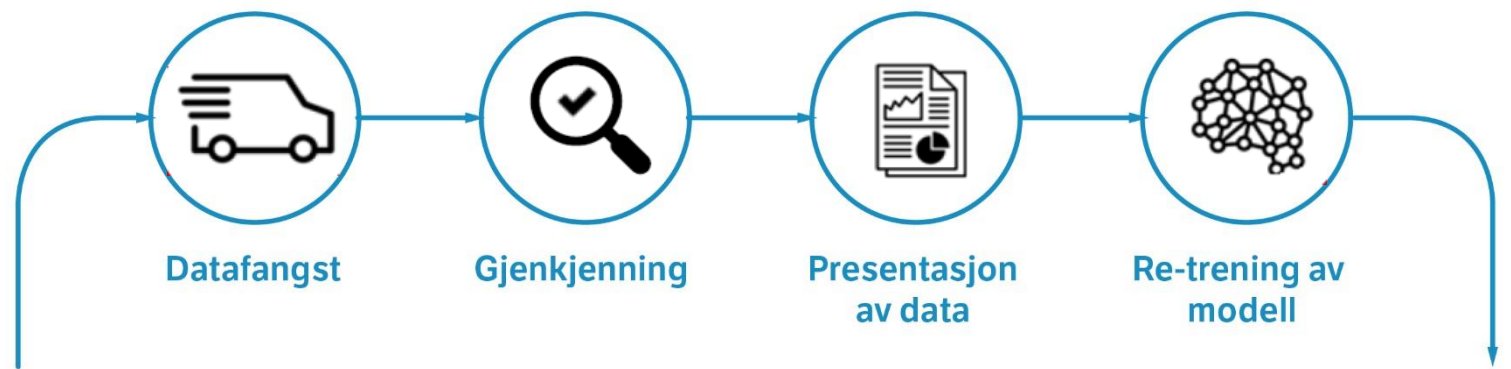 Datafangst
Gjenkjenning
Presentasjon
av data
Re-trening av
modell